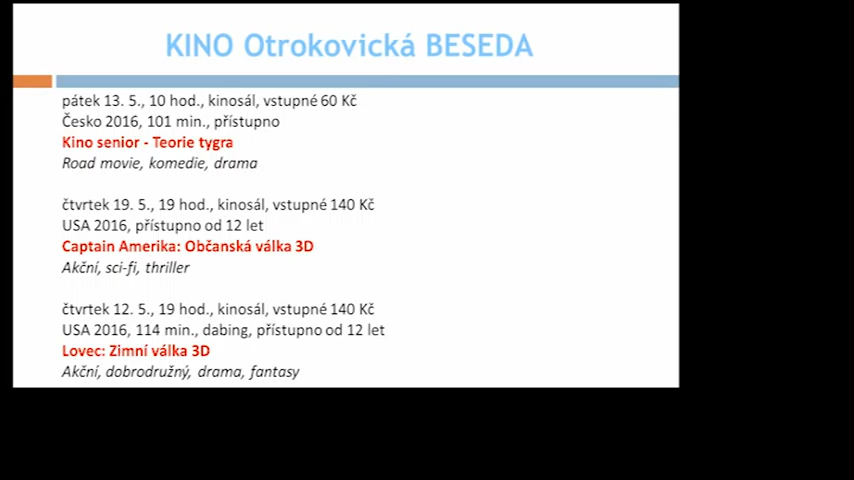 KINO Otrokovická BESEDA
pátek 13. 5., 10 hod., kinosál, vstupné 60 Kč
Česko 2016, 101 min., přístupno
Kino senior - Teorie tygra
Road movie, komedie, drama
čtvrtek 19. 5., 19 hod., kinosál, vstupné 140 Kč
USA 2016, přístupno od 12 let
Captain Amerika: Občanská válka 3D
Akční, sci-fi, thriller
čtvrtek 12. 5., 19 hod., kinosál, vstupné 140 Kč
USA 2016, 114 min., dabing, přístupno od 12 let
Lovec: Zimní válka 3D
Akční, dobrodružný, drama, fantasy